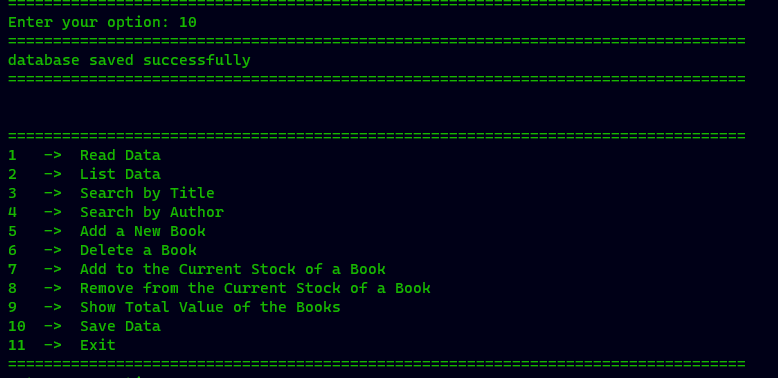 ==================================================================================
Enter your option: 10
==================================================================================
database saved successfully
==================================================================================
==================================================================================
1   -> Read Data
2   -> List Data
3   -> Search by Title
4   -> Search by Author
5   -> Add a New Book
6   -> Delete a Book
7   -> Add to the Current Stock of a Book
8   -> Remove from the Current Stock of a Book
9   -> Show Total Value of the Books
10  -> Save Data
11  -> Exit
==================================================================================